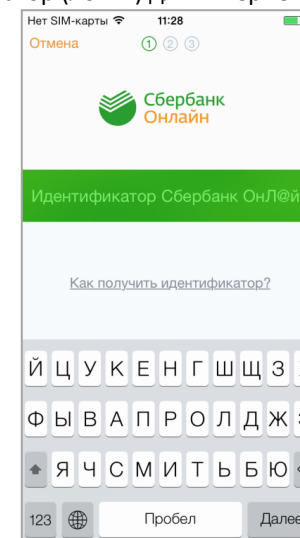 Нет SIM-карты 11:28
Отмена 1 2 3
Сбербанк
Онлайн
Идентификатор Сбербанк ОнЛ@й
Как получить идентификатор?
Й Ц У К Е Н Г Ш Щ З
Ф Ы В А П Р О Л Д Ж
Я Ч С М И Т Ь Б Ю
123 Пробел Далее